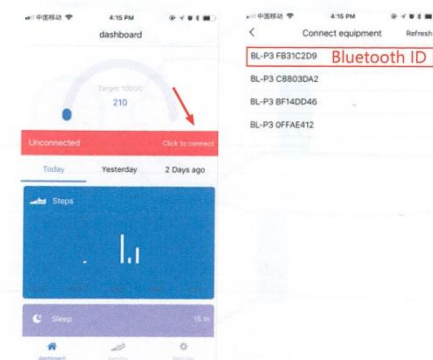 中国移动
4:15 PM
dashboard
Target: 10000
210
Unconnected
Click to connect
Today
Yesterday
2 Days ago
Steps
Sleep
dashboard
中国移动
4:15 PM
Connect equipment
Refresh
BL-P3 FB31C2D9
Bluetooth ID
BL-P3 C8803DA2
BL-P3 BF14DD46
BL-P3 0FFAE412